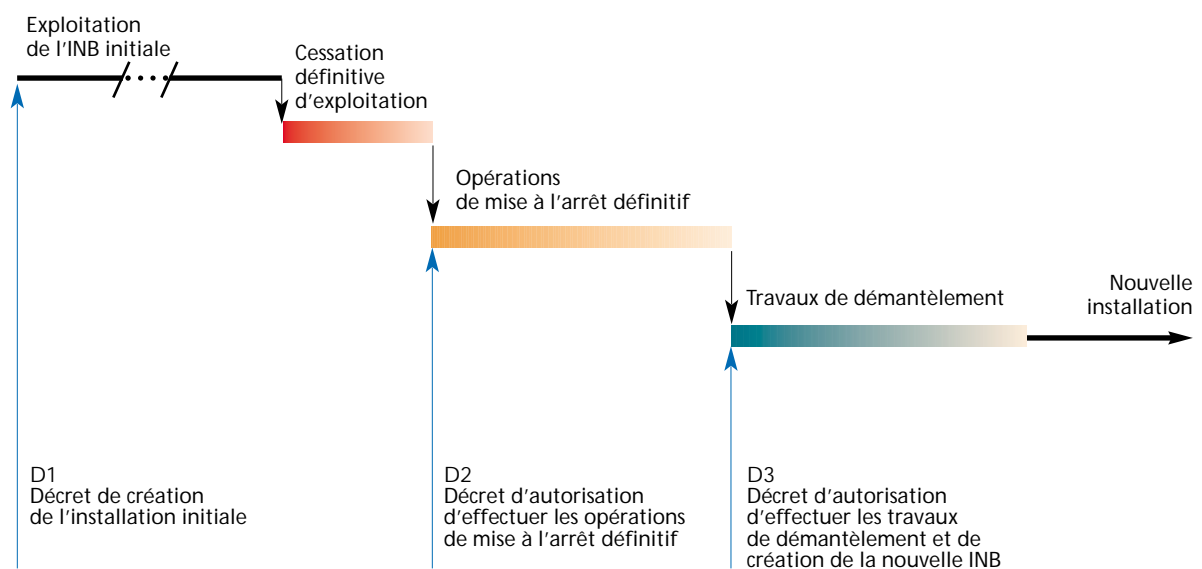 Exploitation
de l'INB initiale
Cessation
définitive
d'exploitation
Opérations
de mise à l'arrêt définitif
Travaux de démantèlement
Nouvelle
installation
D1
Décret de création
de l'installation initiale
D2
Décret d'autorisation
d'effectuer les opérations
de mise à l'arrêt définitif
D3
Décret d'autorisation
d'effectuer les travaux
de démantèlement et de
création de la nouvelle INB